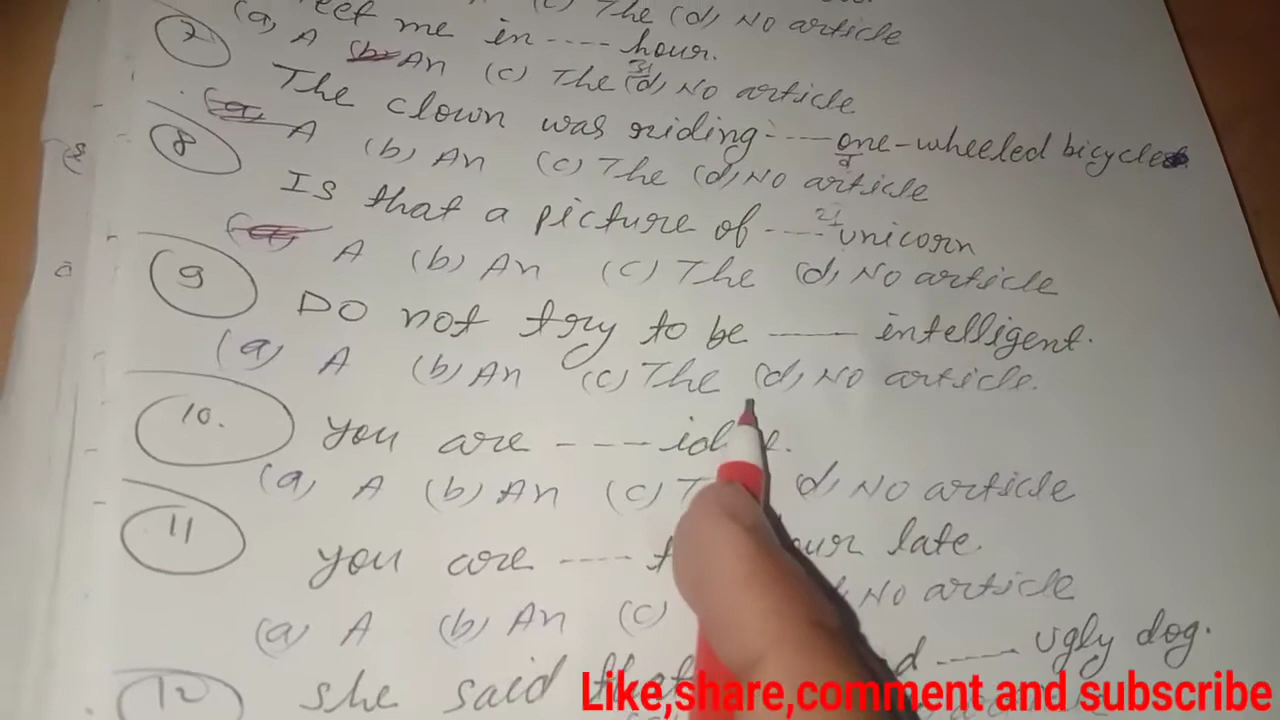 (c) The (d) No article
me in ---- hour.
(a) A (b) An (c) The (d) No article
7
The clown was riding ---- one-wheeled bicycle
(a) A (b) An (c) The (d) No article
8
Is that a picture of ---- unicorn
(a) A (b) An (c) The (d) No article
9
Do not try to be ---- intelligent.
(a) A (b) An (c) The (d) No article.
10.
You are ----
(a) A (b) An (c) d) No article
11
you are ---- late.
(a) A (b) An (c) No article
12
She said that ---- ugly dog.
Like,share,comment and subscribe